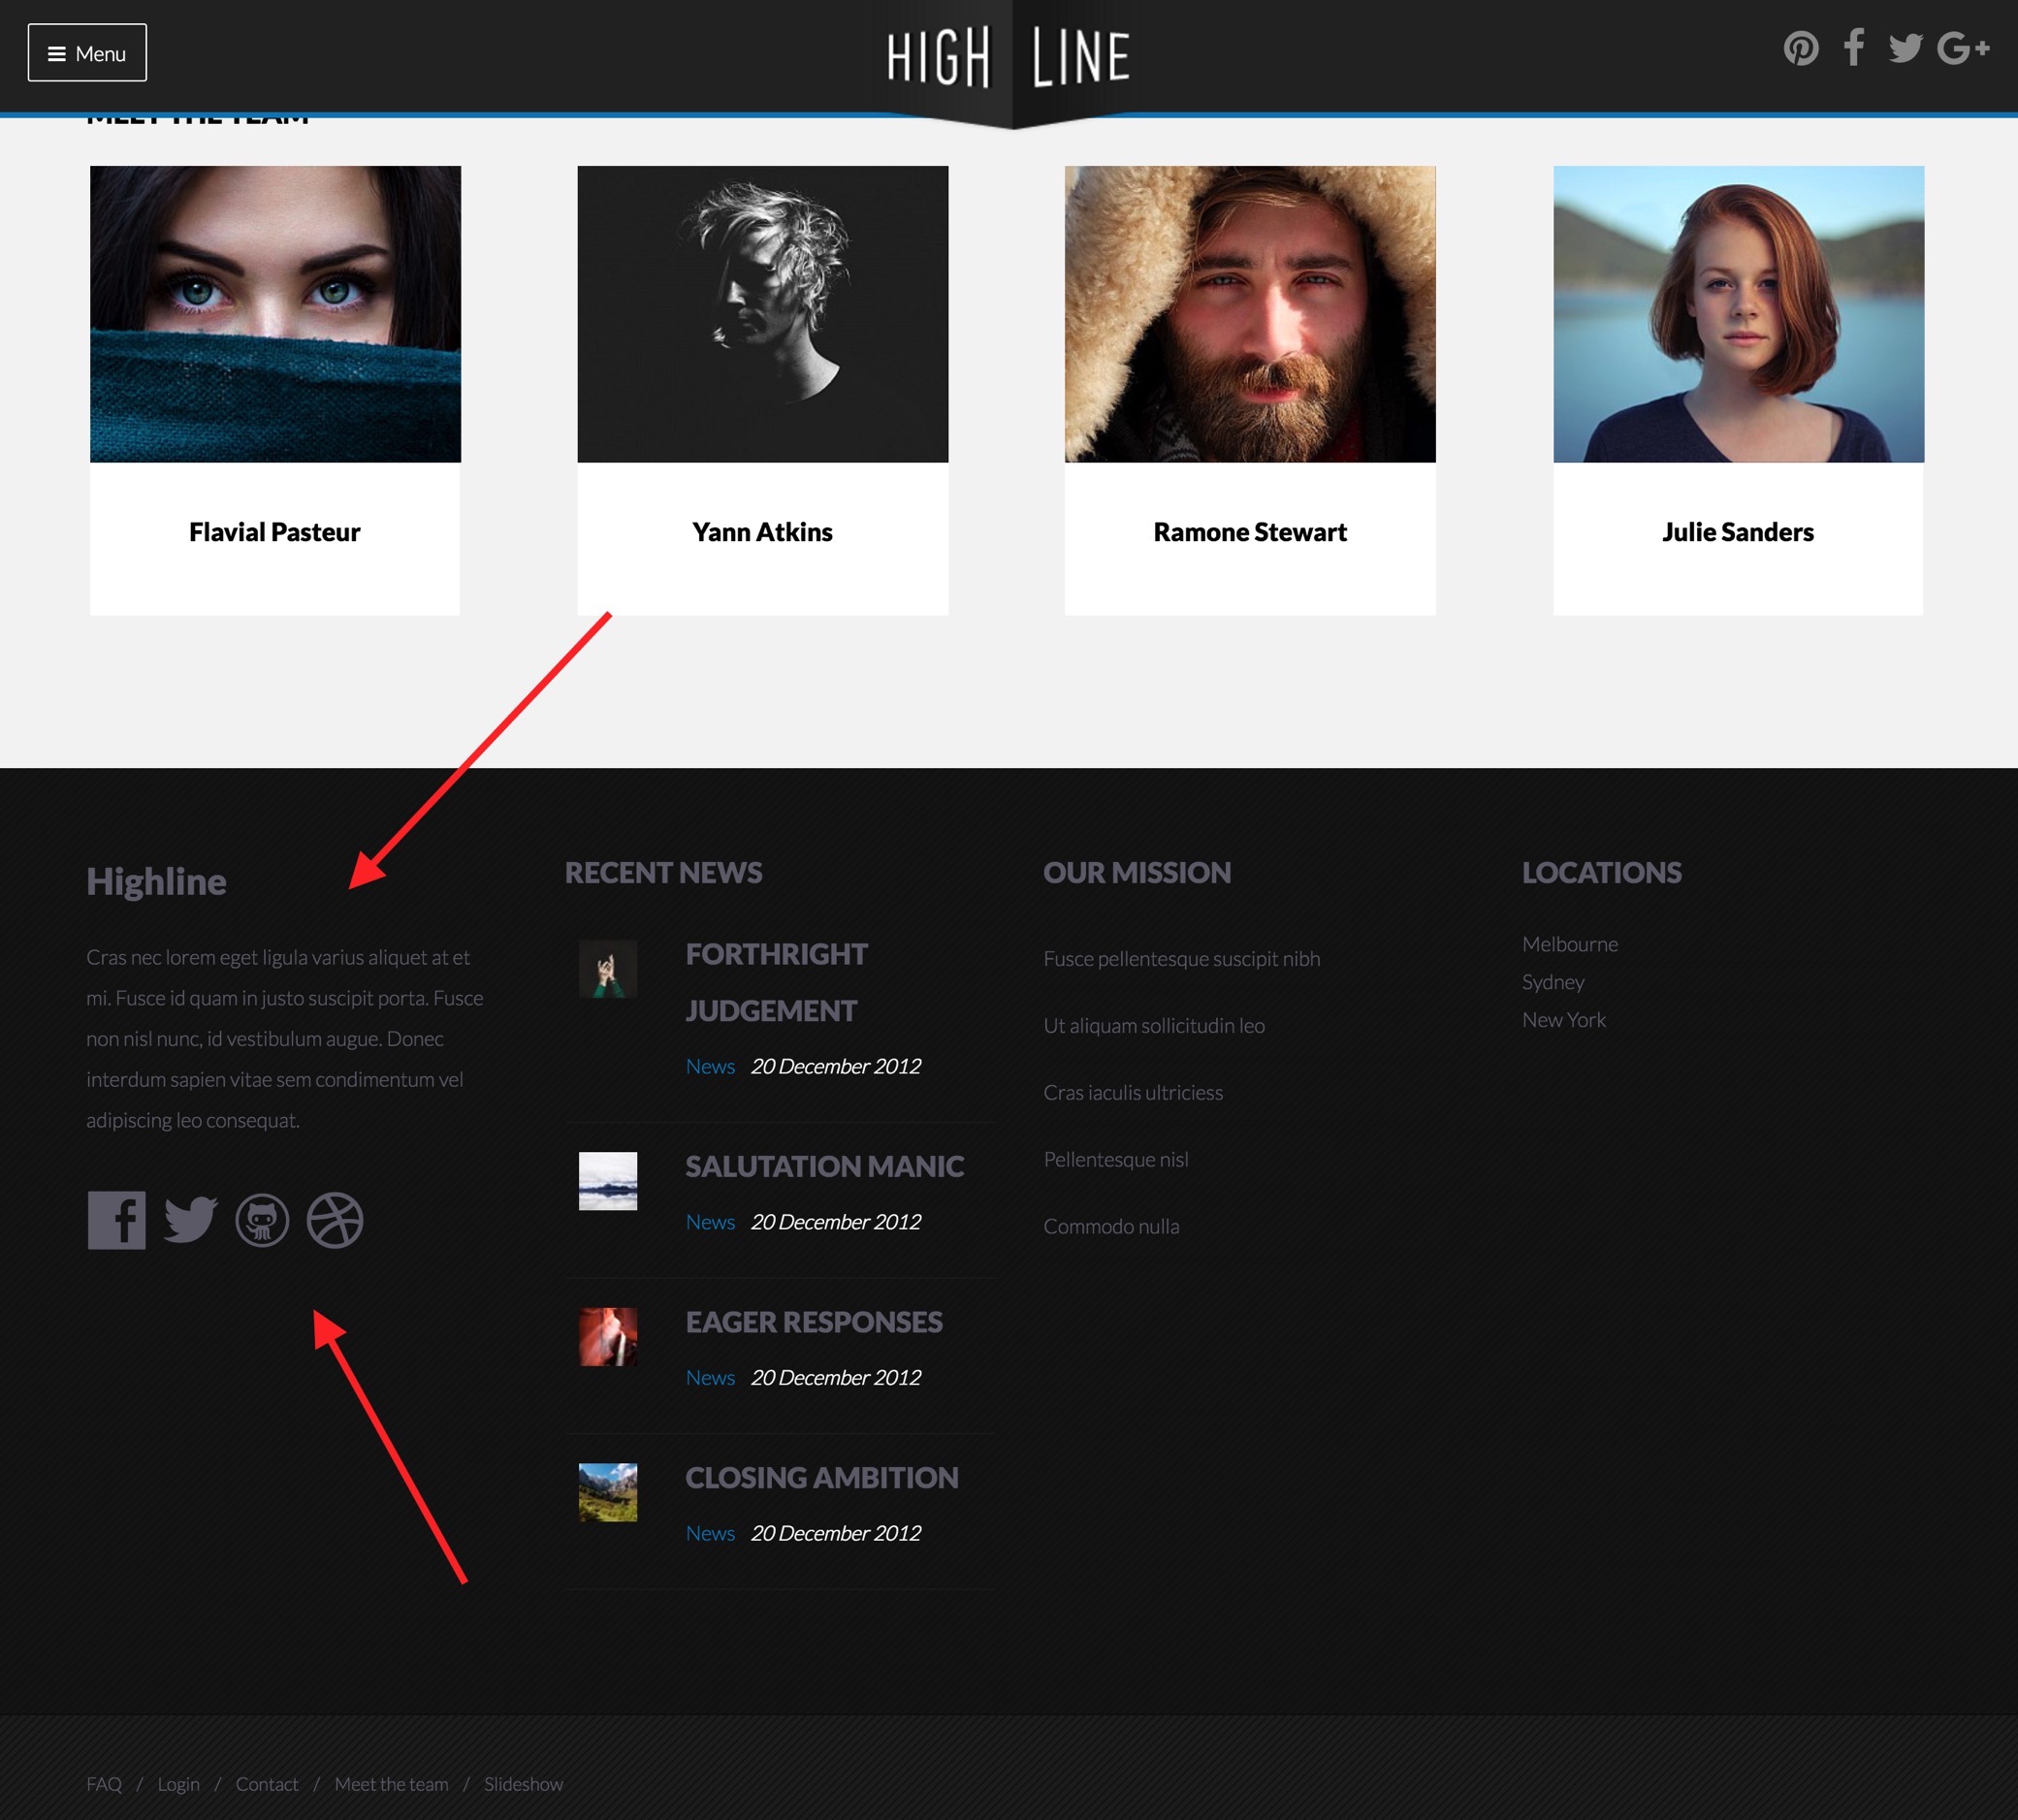 Menu
HIGH LINE
MEET THE TEAM
Flavial Pasteur
Yann Atkins
Ramone Stewart
Julie Sanders
Highline
Cras nec lorem eget ligula varius aliquet at et
mi. Fusce id quam in justo suscipit porta. Fusce
non nisl nunc, id vestibulum augue. Donec
interdum sapien vitae sem condimentum vel
adipiscing leo consequat.
RECENT NEWS
FORTHRIGHT
JUDGEMENT
News 20 December 2012
SALUTATION MANIC
News 20 December 2012
EAGER RESPONSES
News 20 December 2012
CLOSING AMBITION
News 20 December 2012
OUR MISSION
Fusce pellentesque suscipit nibh
Ut aliquam sollicitudin leo
Cras iaculis ultriciess
Pellentesque nisl
Commodo nulla
LOCATIONS
Melbourne
Sydney
New York
FAQ / Login / Contact / Meet the team / Slideshow